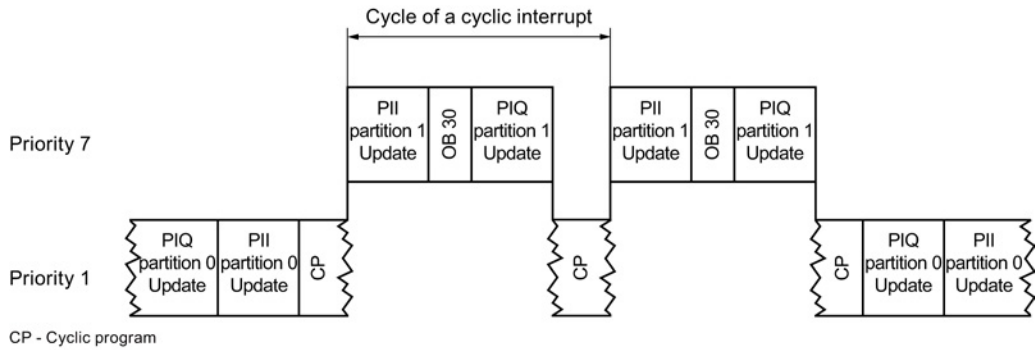 Cycle of a cyclic interrupt
Priority 7
PII
partition 1
Update
OB 30
PIQ
partition 1
Update
PII
partition 1
Update
OB 30
PIQ
partition 1
Update
Priority 1
PIQ
partition 0
Update
PII
partition 0
Update
CP
CP
CP
PIQ
partition 0
Update
PII
partition 0
Update
CP - Cyclic program